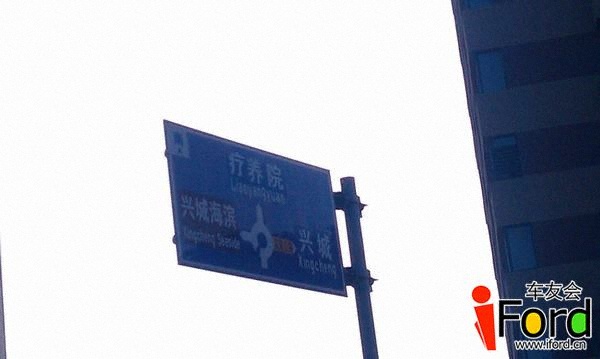 疗养院
Liaoyangyuan
兴城海滨
Xingcheng Seaside
兴城
Xingcheng
车友会
iFord
www.iford.cn